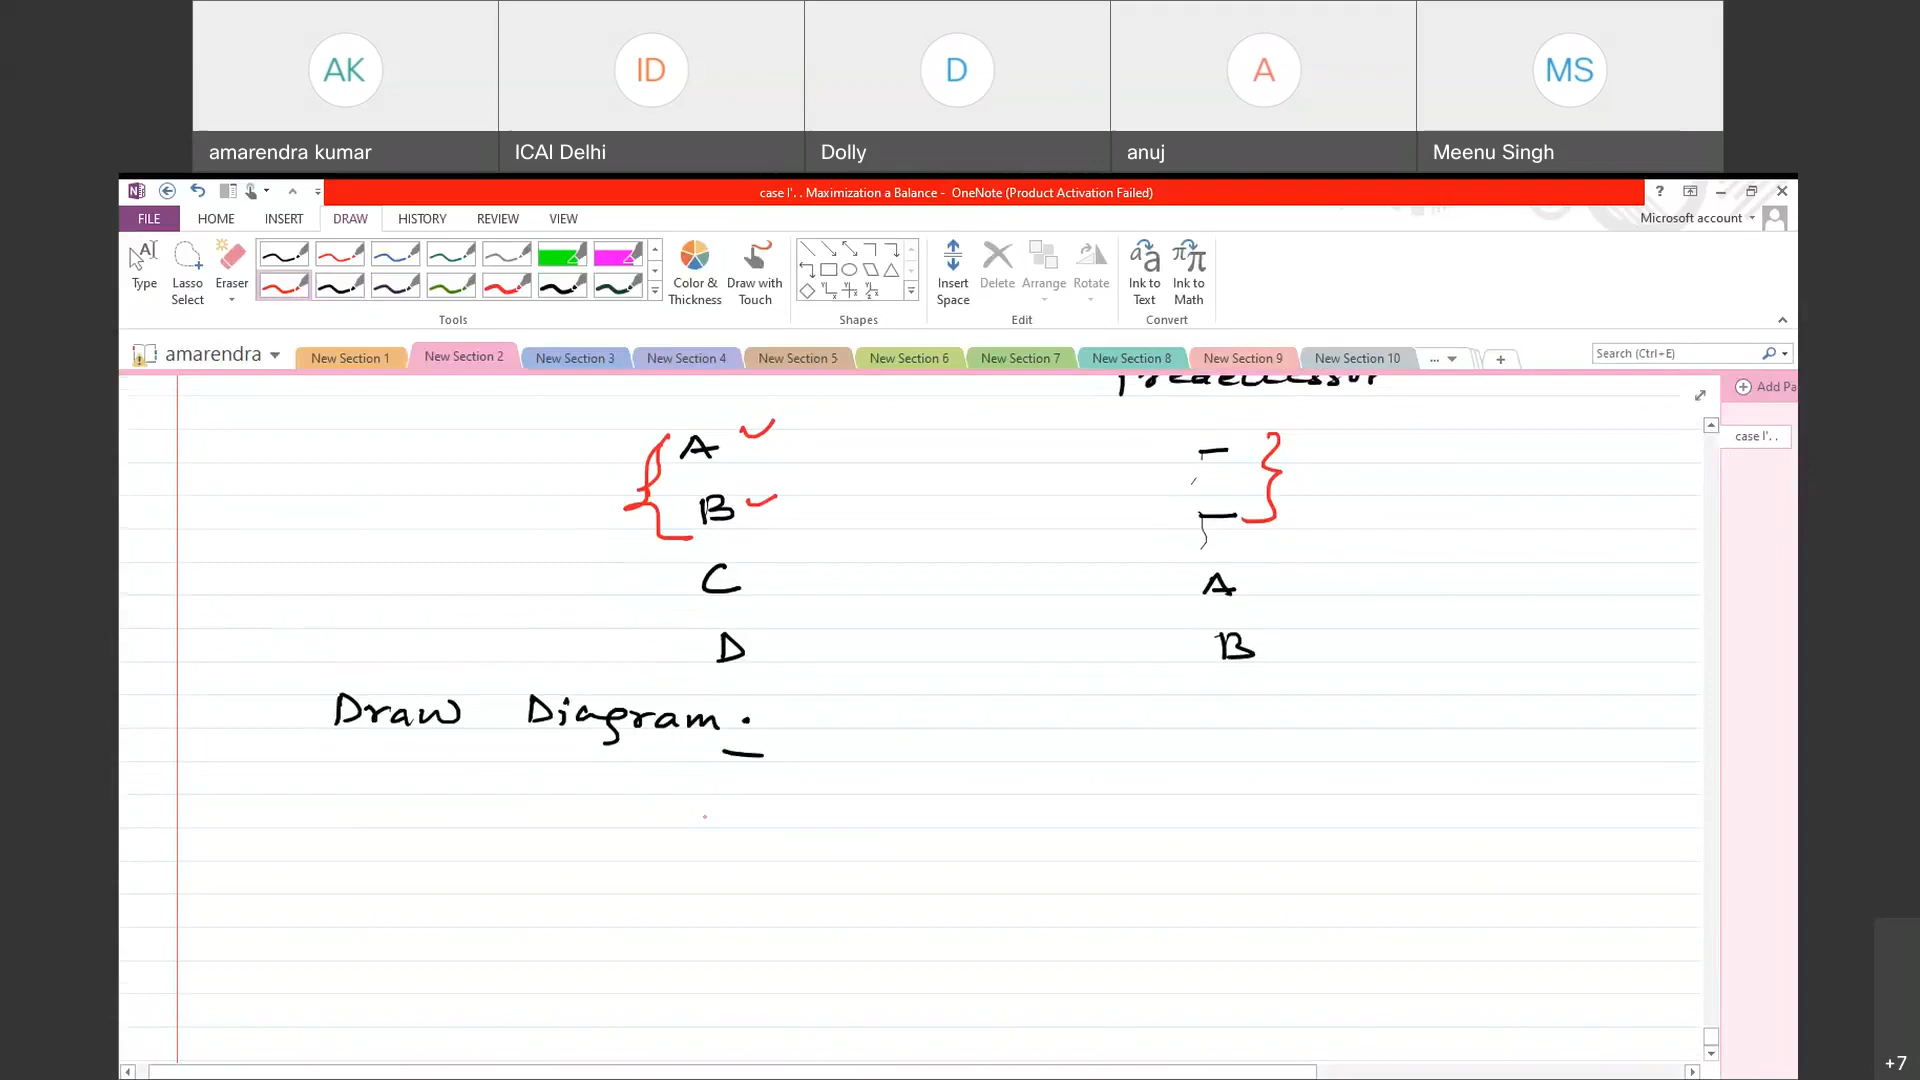 AK ID D A MS
amarendra kumar ICAI Delhi Dolly anuj Meenu Singh
case I'. . Maximization a Balance - OneNote (Product Activation Failed) ?
FILE HOME INSERT DRAW HISTORY REVIEW VIEW Microsoft account
Type Lasso Select Eraser Color & Thickness Draw with Touch Insert Space Delete Arrange Rotate Ink to Text Ink to Math
Tools Shapes Edit Convert
amarendra New Section 1 New Section 2 New Section 3 New Section 4 New Section 5 New Section 6 New Section 7 New Section 8 New Section 9 New Section 10 ... + Search (Ctrl+E)
Predecessor Add Pa
case I'. .
A -
B -
C A
D B
Draw Diagram.
+7